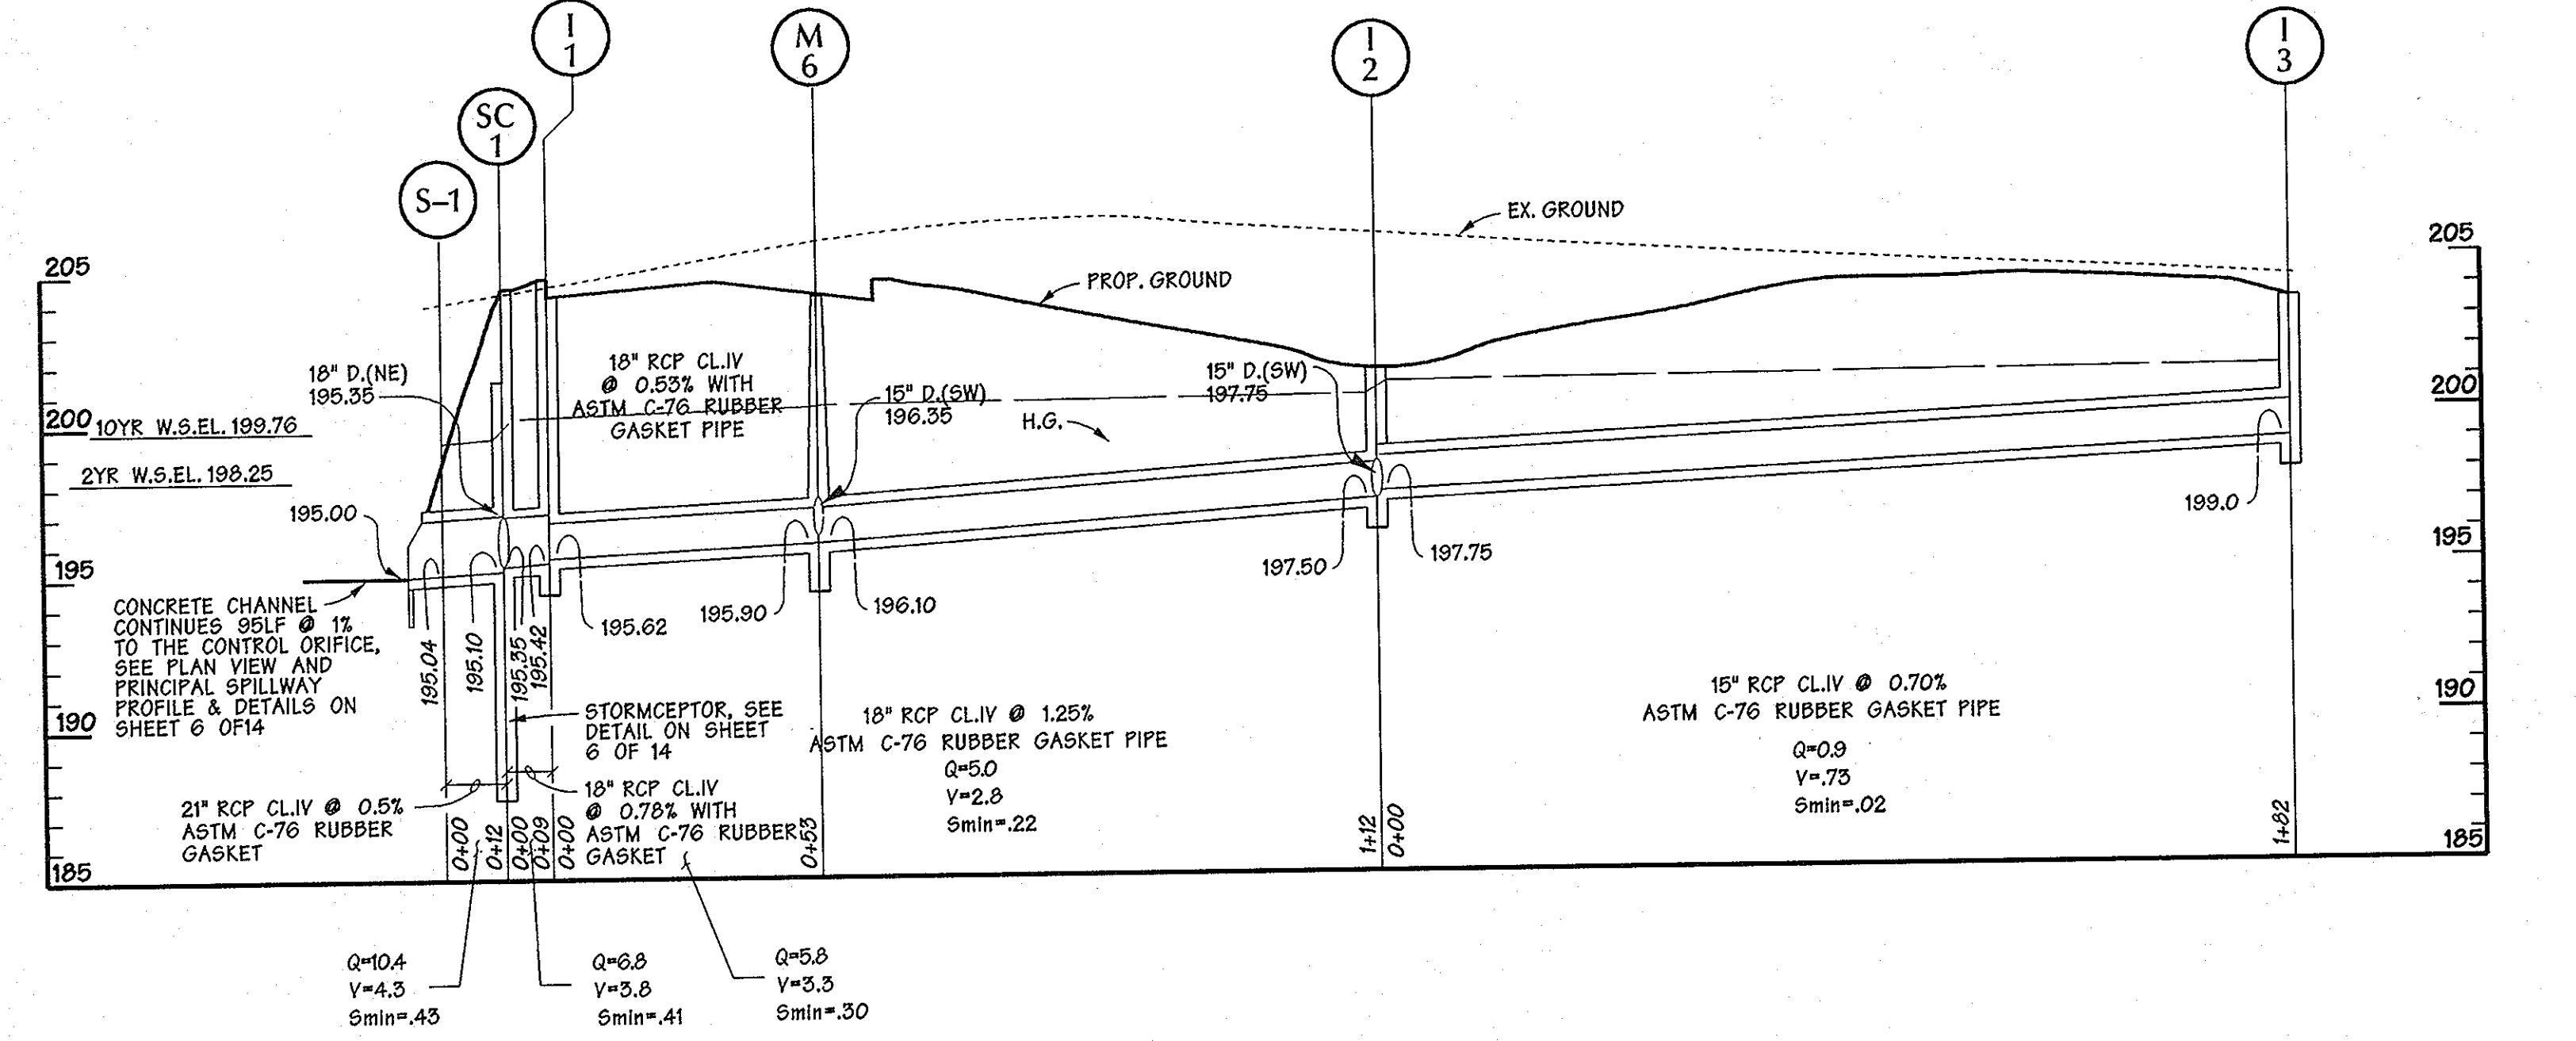 I
1
M
6
I
2
I
3
SC
1
S-1
EX. GROUND
205
205
PROP. GROUND
18" D.(NE)
195.35
18" RCP CL.IV
@ 0.53% WITH
ASTM C-76 RUBBER
GASKET PIPE
15" D.(SW)
196.35
15" D.(SW)
197.75
H.G.
200
200
10YR W.S.EL. 199.76
2YR W.S.EL. 198.25
195.00
199.0
195
195
197.50
197.75
CONCRETE CHANNEL
CONTINUES 95LF @ 1%
TO THE CONTROL ORIFICE,
SEE PLAN VIEW AND
PRINCIPAL SPILLWAY
PROFILE & DETAILS ON
SHEET 6 OF14
195.04
195.10
195.35
195.42
195.62
195.90
196.10
190
190
STORMCEPTOR, SEE
DETAIL ON SHEET
6 OF 14
18" RCP CL.IV @ 1.25%
ASTM C-76 RUBBER GASKET PIPE
Q=5.0
V=2.8
Smin=.22
15" RCP CL.IV @ 0.70%
ASTM C-76 RUBBER GASKET PIPE
Q=0.9
V=.73
Smin=.02
21" RCP CL.IV @ 0.5%
ASTM C-76 RUBBER
GASKET
18" RCP CL.IV
@ 0.78% WITH
ASTM C-76 RUBBER
GASKET
0+00
0+12
0+00
0+09
0+00
0+53
1+12
0+00
1+82
185
185
Q=10.4
V=4.3
Smin=.43
Q=6.8
V=3.8
Smin=.41
Q=5.8
V=3.3
Smin=.30